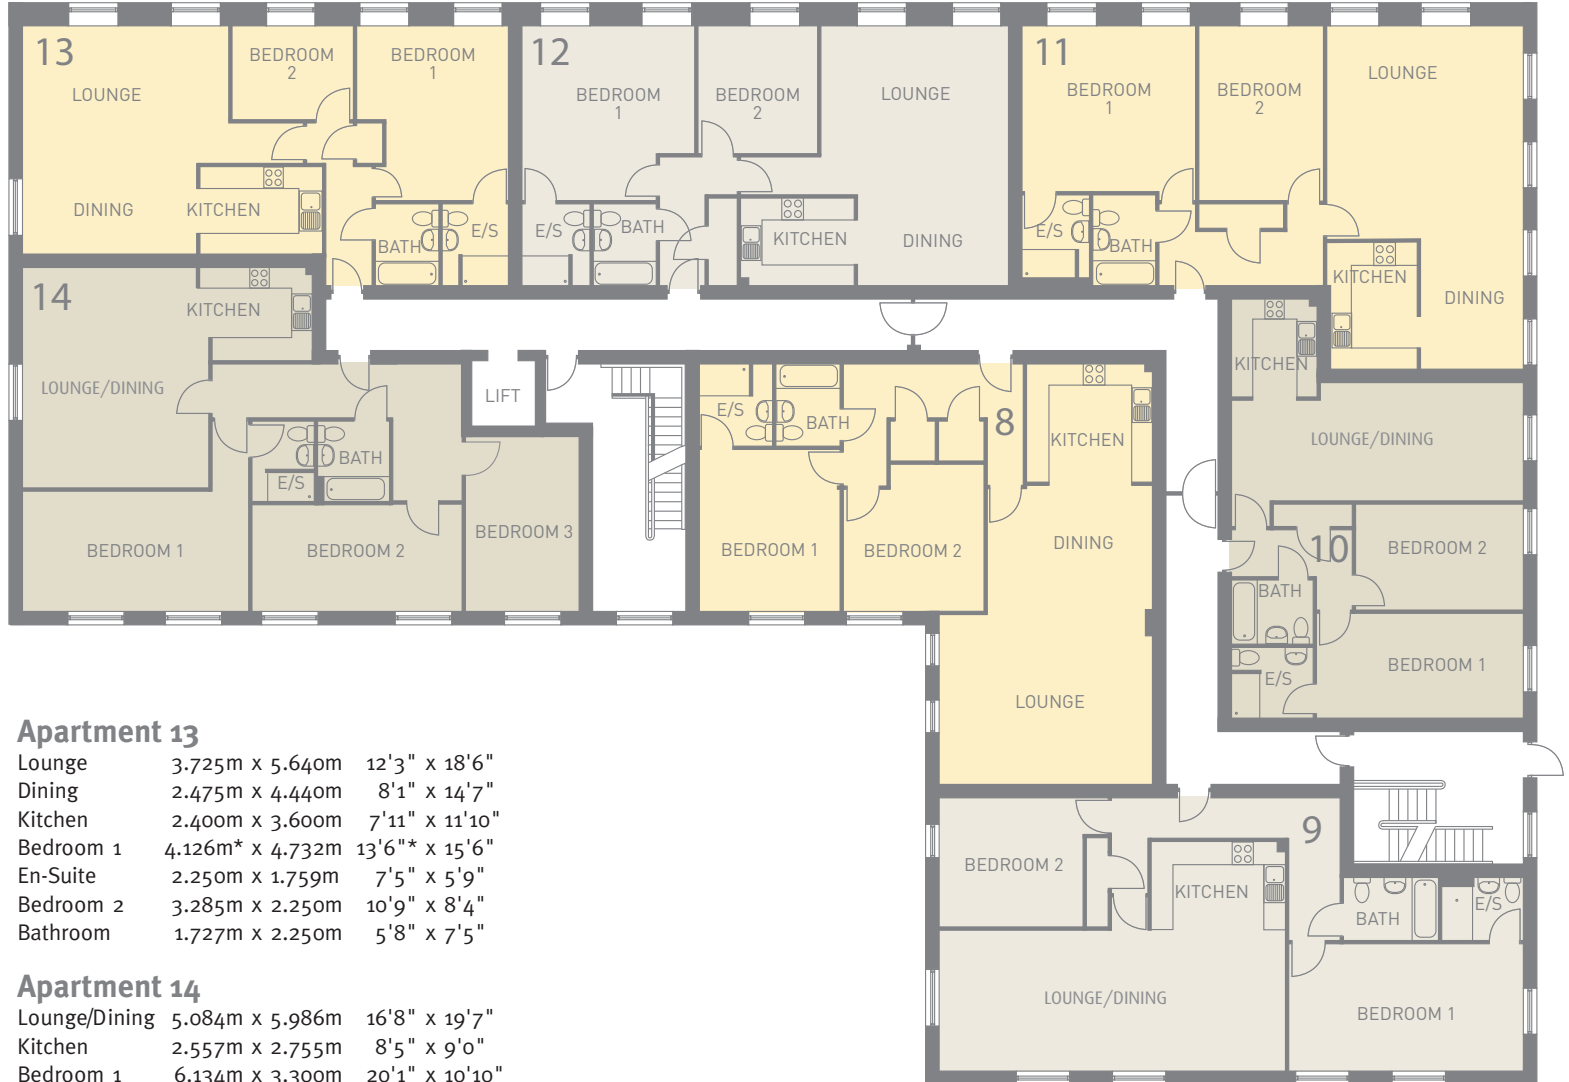 13
LOUNGE
BEDROOM
2
BEDROOM
1
DINING
KITCHEN
BATH
E/S
12
BEDROOM
1
BEDROOM
2
LOUNGE
E/S
BATH
KITCHEN
DINING
11
BEDROOM
1
BEDROOM
2
LOUNGE
E/S
BATH
KITCHEN
DINING
14
KITCHEN
LOUNGE/DINING
BATH
E/S
BEDROOM 1
BEDROOM 2
BEDROOM 3
LIFT
8
E/S
BATH
KITCHEN
BEDROOM 1
BEDROOM 2
DINING
LOUNGE
KITCHEN
LOUNGE/DINING
10
BEDROOM 2
BATH
BEDROOM 1
E/S
9
BEDROOM 2
KITCHEN
BATH
E/S
LOUNGE/DINING
BEDROOM 1
Apartment 13
Lounge 3.725m x 5.640m 12'3" x 18'6"
Dining 2.475m x 4.440m 8'1" x 14'7"
Kitchen 2.400m x 3.600m 7'11" x 11'10"
Bedroom 1 4.126m* x 4.732m 13'6"* x 15'6"
En-Suite 2.250m x 1.759m 7'5" x 5'9"
Bedroom 2 3.285m x 2.250m 10'9" x 8'4"
Bathroom 1.727m x 2.250m 5'8" x 7'5"
Apartment 14
Lounge/Dining 5.084m x 5.986m 16'8" x 19'7"
Kitchen 2.557m x 2.755m 8'5" x 9'0"
Bedroom 1 6.134m x 3.300m 20'1" x 10'10"